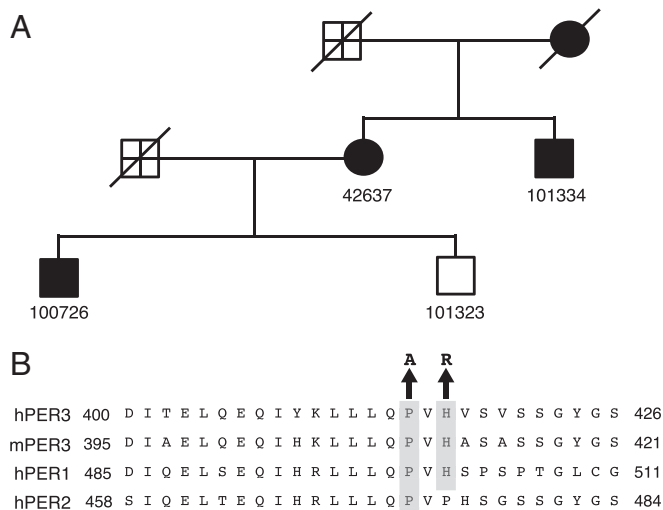 A
42637
101334
100726
101323
B
A R
hPER3 400 D I T E L Q E Q I Y K L L L Q P V H V S V S S G Y G S 426
mPER3 395 D I A E L Q E Q I H K L L L Q P V H A S A S S G Y G S 421
hPER1 485 D I Q E L S E Q I H R L L L Q P V H S P S P T G L C G 511
hPER2 458 S I Q E L T E Q I H R L L L Q P V P H S G S S G Y G S 484